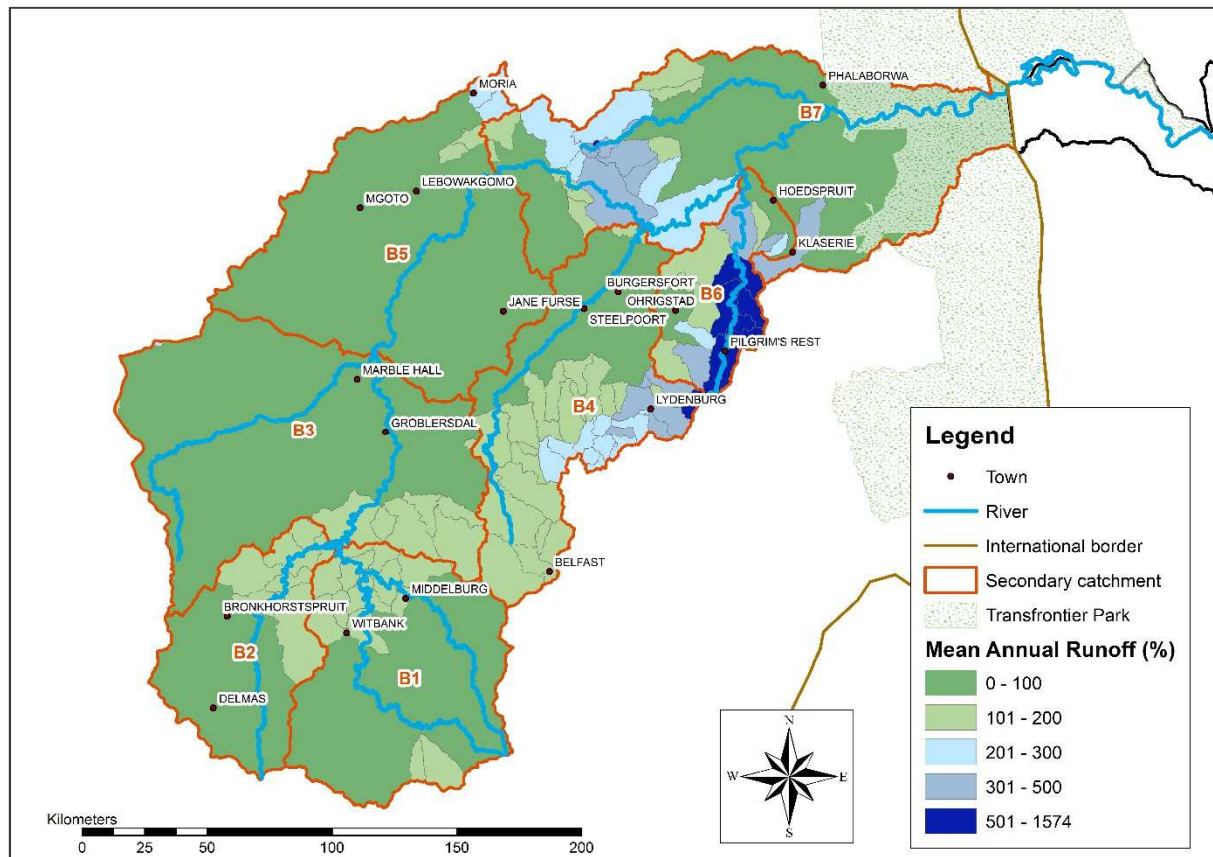 MORIA
PHALABORWA
B7
LEBOWAKGOMO
MGOTO
HOEDSPRUIT
B5
KLASERIE
BURGERSFORT
B6
JANE FURSE
OHRIGSTAD
STEELPOORT
PILGRIM'S REST
MARBLE HALL
B4
LYDENBURG
B3
GROBLERSDAL
BELFAST
MIDDELBURG
BRONKHORSTSPRUIT
WITBANK
B2
B1
DELMAS
Legend
Town
River
International border
Secondary catchment
Transfrontier Park
Mean Annual Runoff (%)
0 - 100
101 - 200
201 - 300
301 - 500
501 - 1574
N
W
E
S
Kilometers
0 25 50 100 150 200